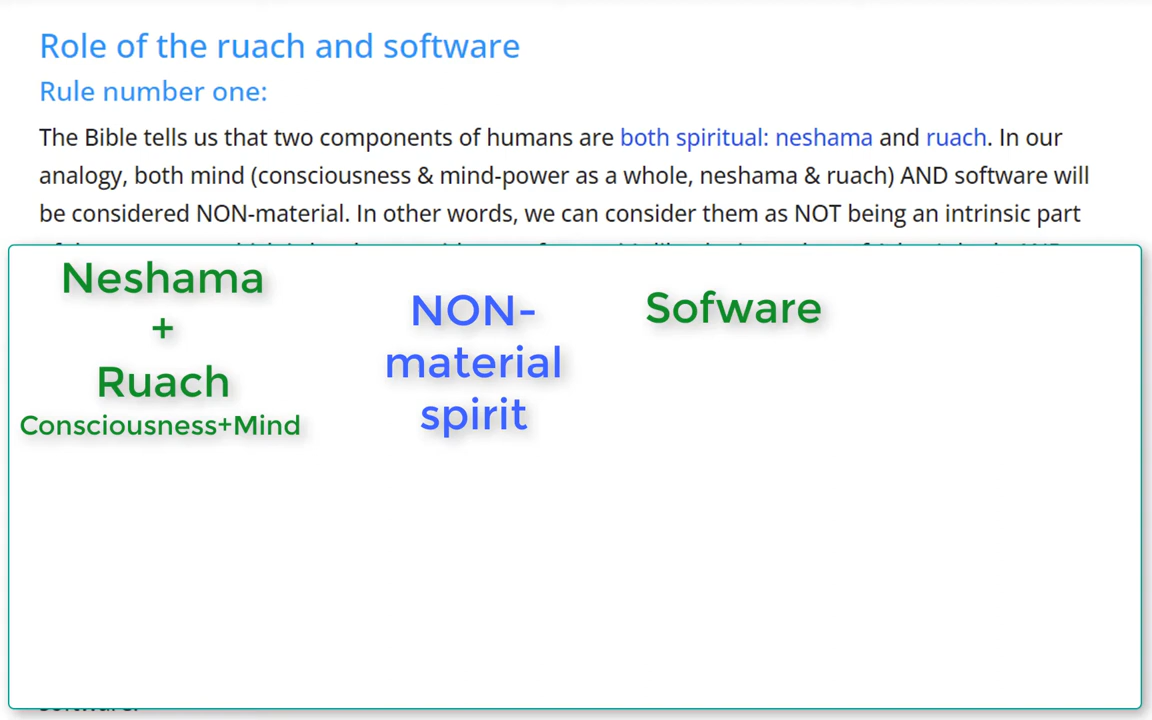 Role of the ruach and software
Rule number one:
The Bible tells us that two components of humans are both spiritual: neshama and ruach. In our
analogy, both mind (consciousness & mind-power as a whole, neshama & ruach) AND software will
be considered NON-material. In other words, we can consider them as NOT being an intrinsic part
Neshama
+
Ruach
Consciousness+Mind
NON-
material
spirit
Sofware